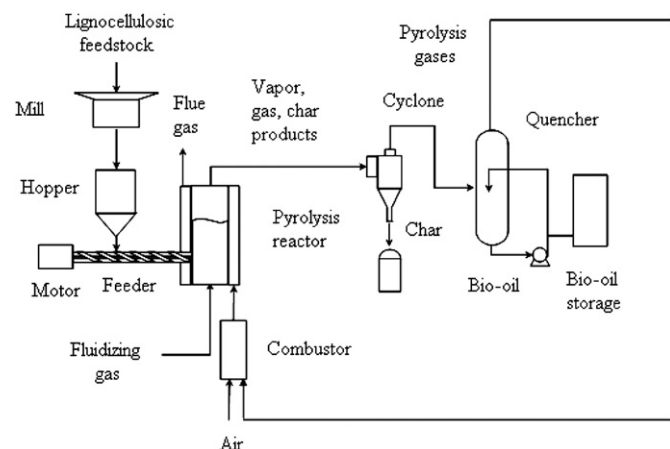 Lignocellulosic
feedstock
Mill
Hopper
Motor
Feeder
Flue
gas
Vapor,
gas, char
products
Pyrolysis
reactor
Fluidizing
gas
Combustor
Air
Cyclone
Char
Pyrolysis
gases
Quencher
Bio-oil
Bio-oil
storage